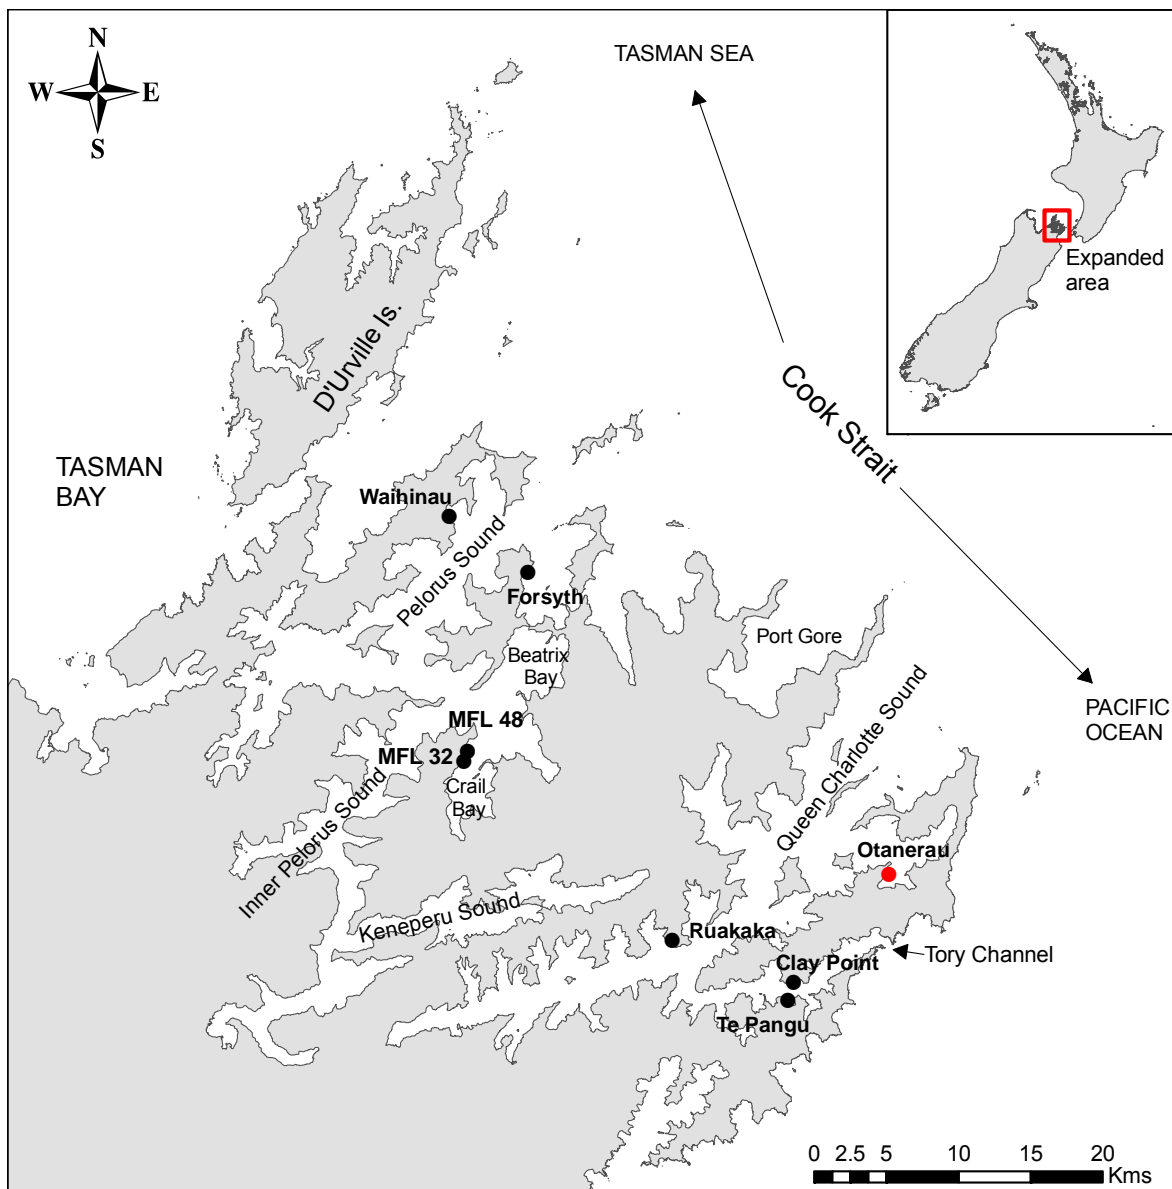 N
W E
S
TASMAN SEA
Expanded
area
D'Urville Is.
Cook Strait
TASMAN
BAY
Waihinau
Pelorus Sound
Forsyth
Beatrix
Bay
Port Gore
PACIFIC
OCEAN
MFL 48
MFL 32
Crail
Bay
Inner Pelorus Sound
Queen Charlotte Sound
Otanerau
Keneperu Sound
Ruakaka
Tory Channel
Clay Point
Te Pangu
0 2.5 5 10 15 20
Kms